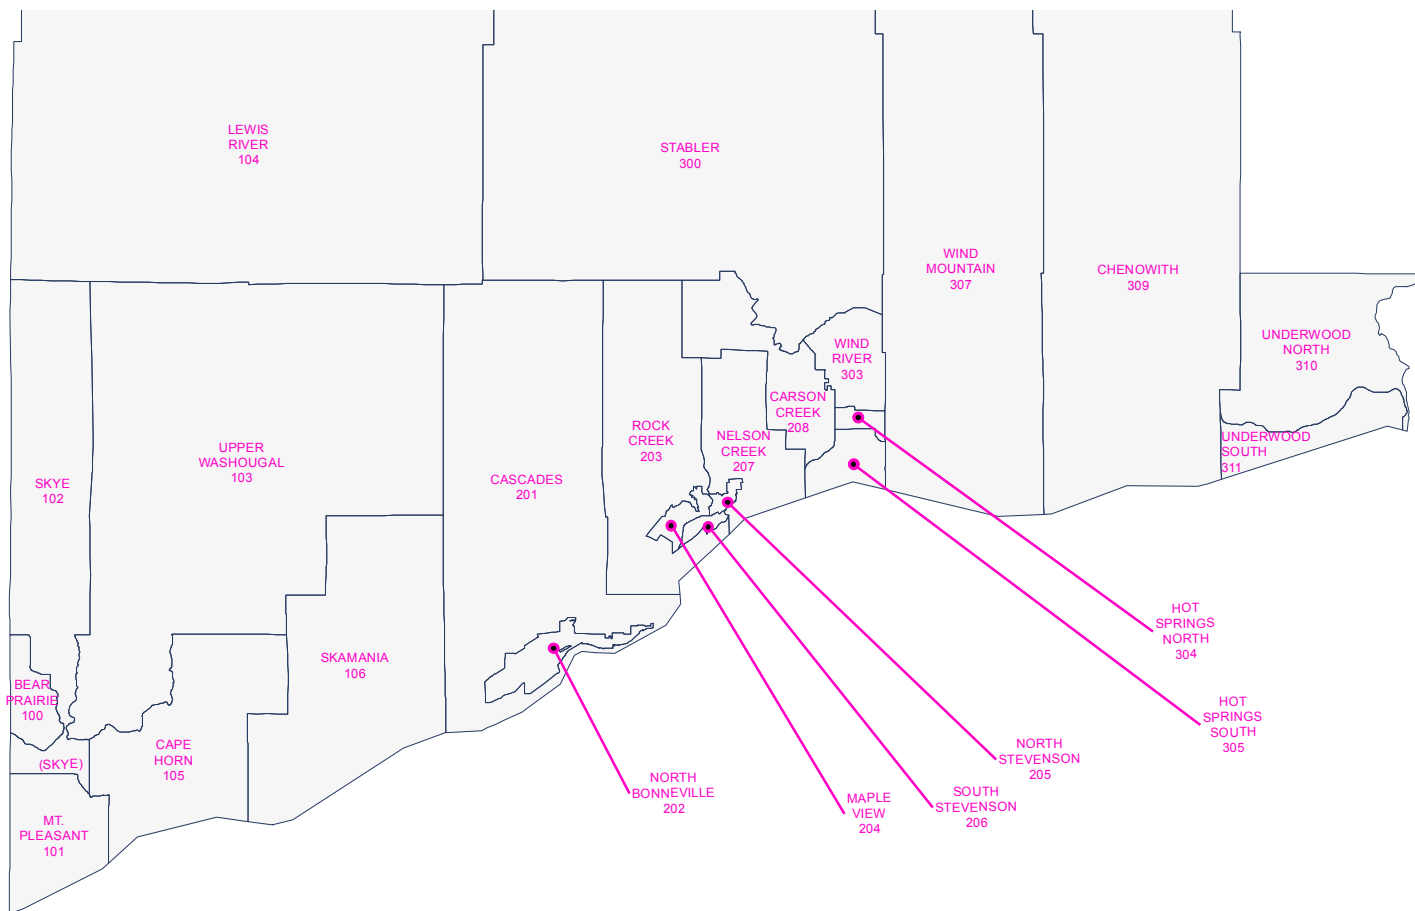 LEWIS
RIVER
104
STABLER
300
WIND
MOUNTAIN
307
CHENOWITH
309
UNDERWOOD
NORTH
310
WIND
RIVER
303
CARSON
CREEK
208
ROCK
CREEK
203
NELSON
CREEK
207
UNDERWOOD
SOUTH
311
UPPER
WASHOUGAL
103
SKYE
102
CASCADES
201
SKAMANIA
106
BEAR
PRAIRIE
100
CAPE
HORN
105
(SKYE)
MT.
PLEASANT
101
HOT
SPRINGS
NORTH
304
HOT
SPRINGS
SOUTH
305
NORTH
STEVENSON
205
SOUTH
STEVENSON
206
MAPLE
VIEW
204
NORTH
BONNEVILLE
202